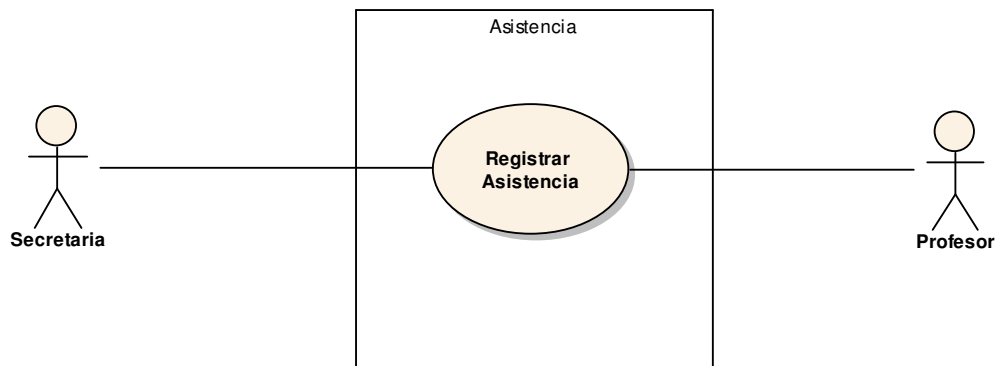 Asistencia
Registrar
Asistencia
Secretaria
Profesor